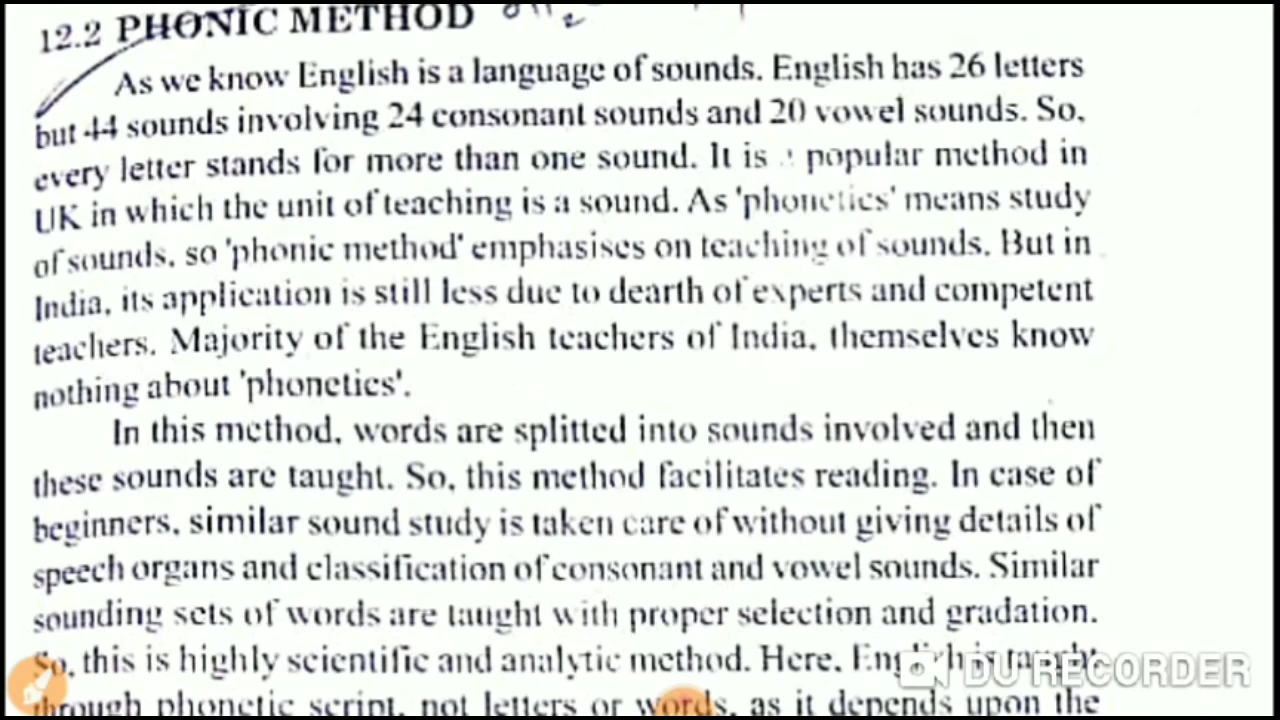 12.2 PHONIC METHOD
As we know English is a language of sounds. English has 26 letters
but 44 sounds involving 24 consonant sounds and 20 vowel sounds. So,
every letter stands for more than one sound. It is popular method in
UK in which the unit of teaching is a sound. As 'phonetics' means study
of sounds, so 'phonic method' emphasises on teaching of sounds. But in
India, its application is still less due to dearth of experts and competent
teachers. Majority of the English teachers of India, themselves know
nothing about 'phonetics'.
In this method, words are splitted into sounds involved and then
these sounds are taught. So, this method facilitates reading. In case of
beginners, similar sound study is taken care of without giving details of
speech organs and classification of consonant and vowel sounds. Similar
sounding sets of words are taught with proper selection and gradation.
So, this is highly scientific and analytic method. Here, English is taught
through phonetic script, not letters or words, as it depends upon the
DU RECORDER